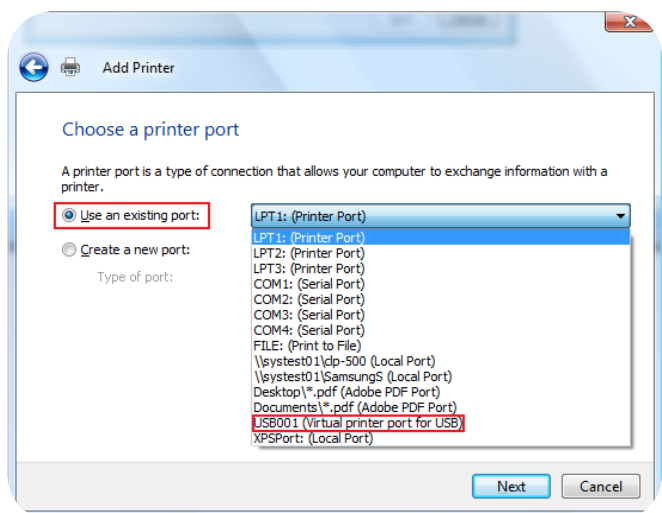 Add Printer
Choose a printer port
A printer port is a type of connection that allows your computer to exchange information with a
printer.
Use an existing port:
LPT1: (Printer Port)
LPT1: (Printer Port)
Create a new port:
LPT2: (Printer Port)
LPT3: (Printer Port)
Type of port:
COM1: (Serial Port)
COM2: (Serial Port)
COM3: (Serial Port)
COM4: (Serial Port)
FILE: (Print to File)
\\systest01\clp-500 (Local Port)
\\systest01\SamsungS (Local Port)
Desktop\*.pdf (Adobe PDF Port)
Documents\*.pdf (Adobe PDF Port)
USB001 (Virtual printer port for USB)
XPSPort: (Local Port)
Next
Cancel